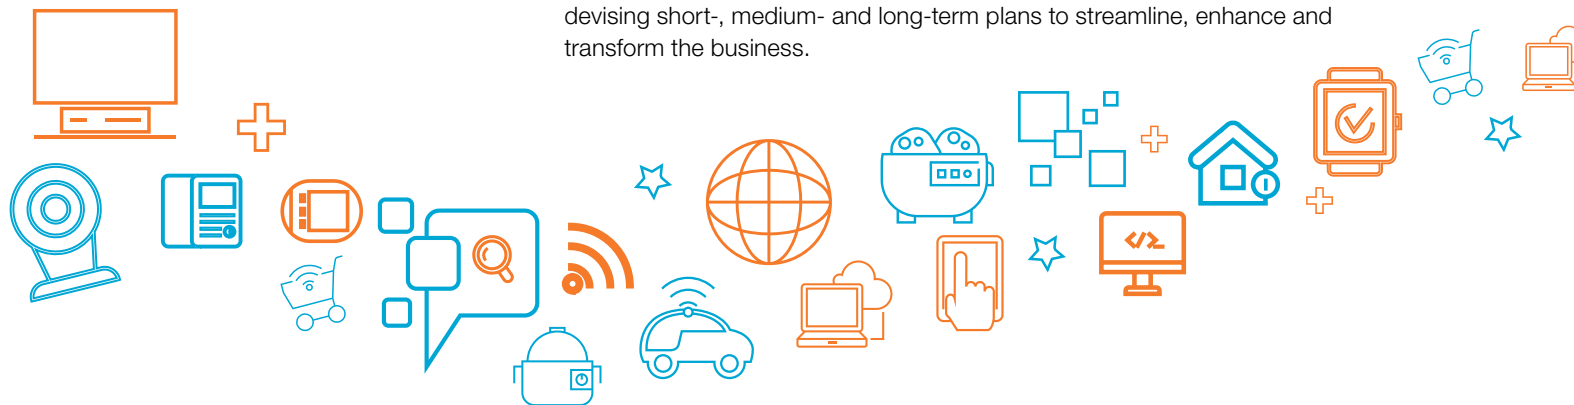 devising short-, medium- and long-term plans to streamline, enhance and
transform the business.